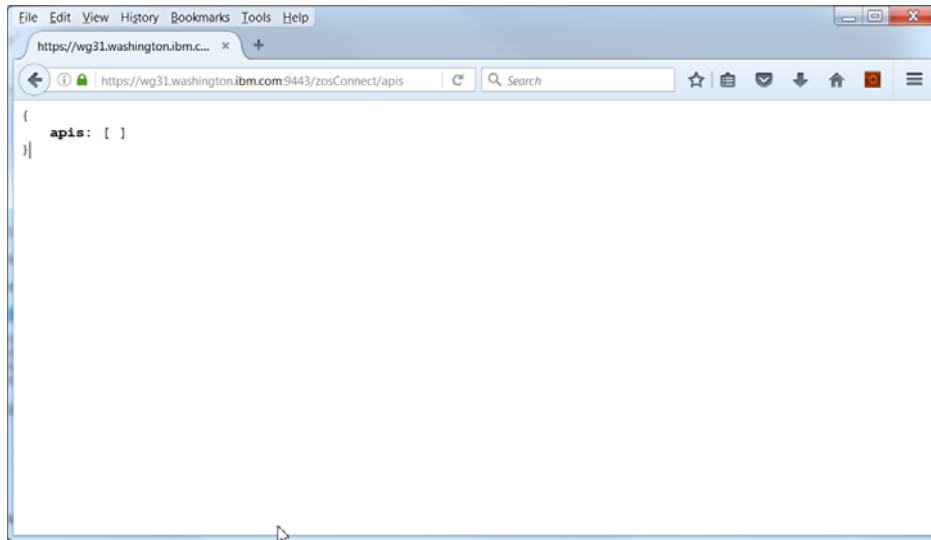 File Edit View History Bookmarks Tools Help
https://wg31.washington.ibm.c... × +
https://wg31.washington.ibm.com:9443/zosConnect/apis Search
{
apis: [ ]
}